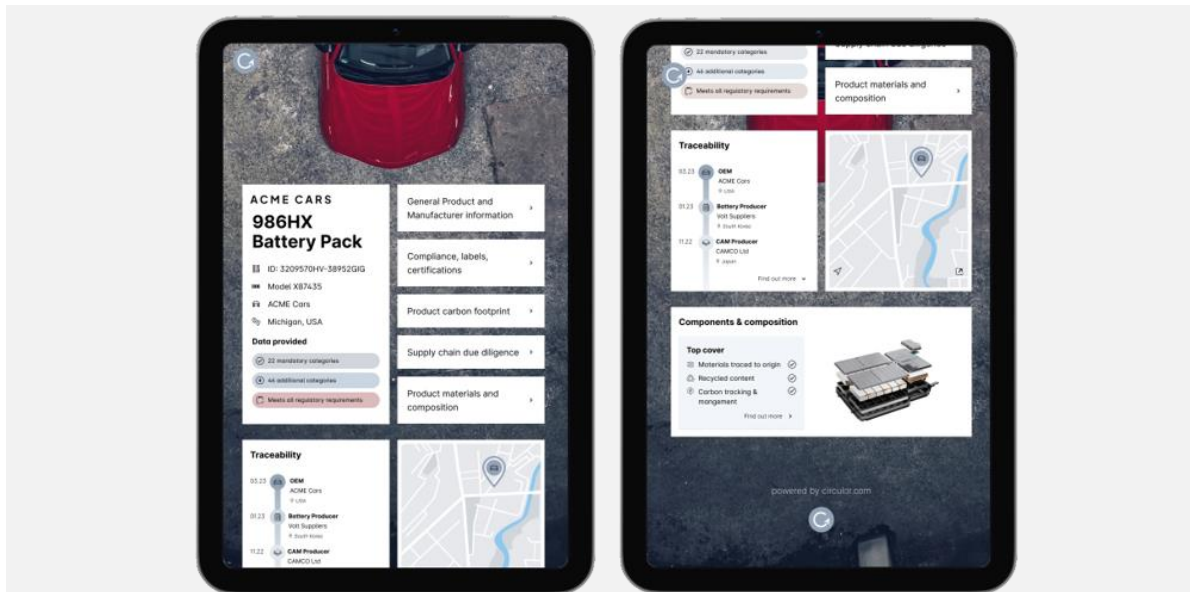 ACME CARS
986HX
Battery Pack
ID: 3209570HV-38952GIG
Model X87435
ACME Cars
Michigan, USA
Data provided
22 mandatory categories
44 additional categories
Meets all regulatory requirements
General Product and
Manufacturer information
Compliance, labels,
certifications
Product carbon footprint
Supply chain due diligence
Product materials and
composition
Traceability
03.23 OEM
ACME Cars
USA
01.23 Battery Producer
Volt Suppliers
South Korea
11.22 CAM Producer
CAMCO Ltd
22 mandatory categories
44 additional categories
Meets all regulatory requirements
Supply chain due diligence
Product materials and
composition
Traceability
03.23 OEM
ACME Cars
USA
01.23 Battery Producer
Volt Suppliers
South Korea
11.22 CAM Producer
CAMCO Ltd
Japan
Find out more
Components & composition
Top cover
Materials traced to origin
Recycled content
Carbon tracking &
mangement
Find out more
powered by circulor.com